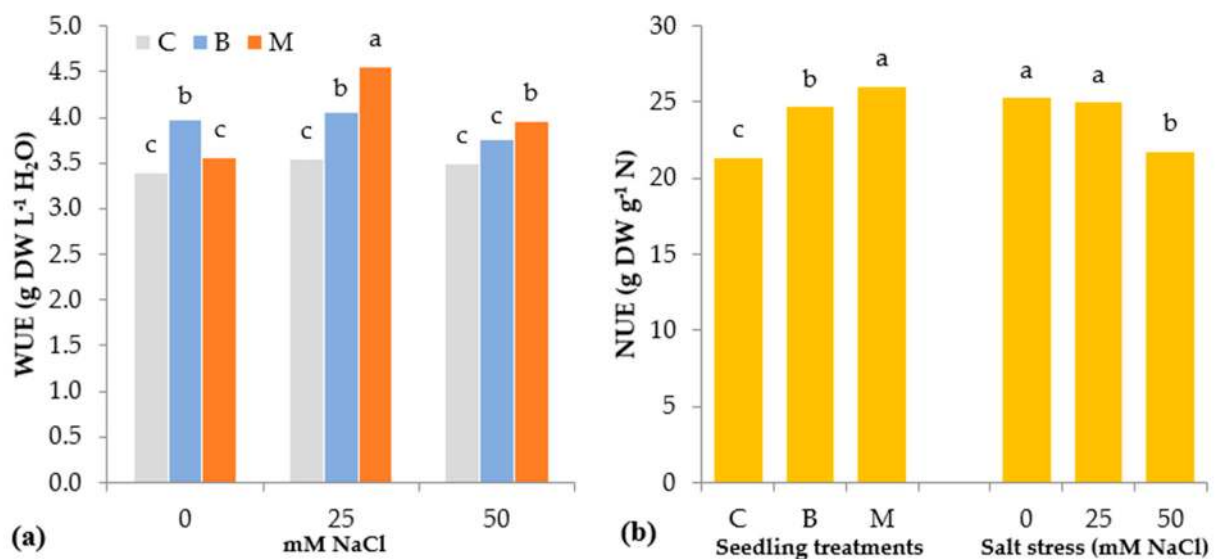 WUE (g DW L⁻¹ H₂O)
5.0
4.5
4.0
3.5
3.0
2.5
2.0
1.5
1.0
0.5
0.0
C B M
c b c
c b a
c c b
0 25 50
mM NaCl
(a)
NUE (g DW g⁻¹ N)
30
25
20
15
10
5
0
c b a a a b
C B M 0 25 50
Seedling treatments Salt stress (mM NaCl)
(b)